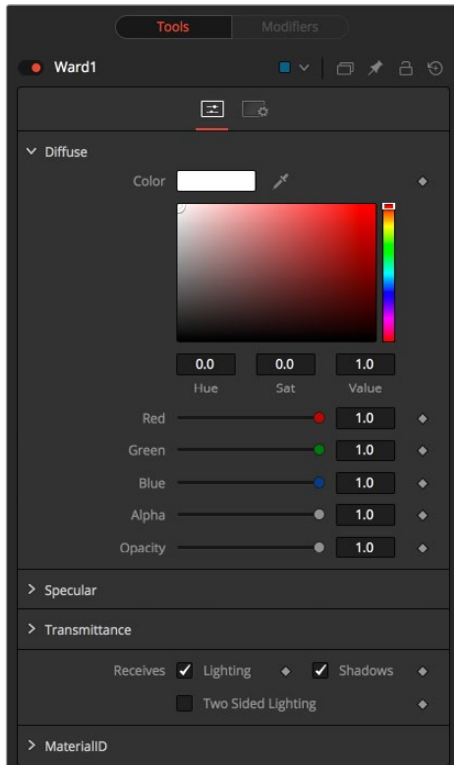 Tools Modifiers
Ward1
Diffuse
Color
0.0 0.0 1.0
Hue Sat Value
Red 1.0
Green 1.0
Blue 1.0
Alpha 1.0
Opacity 1.0
Specular
Transmittance
Receives Lighting Shadows
Two Sided Lighting
MaterialID